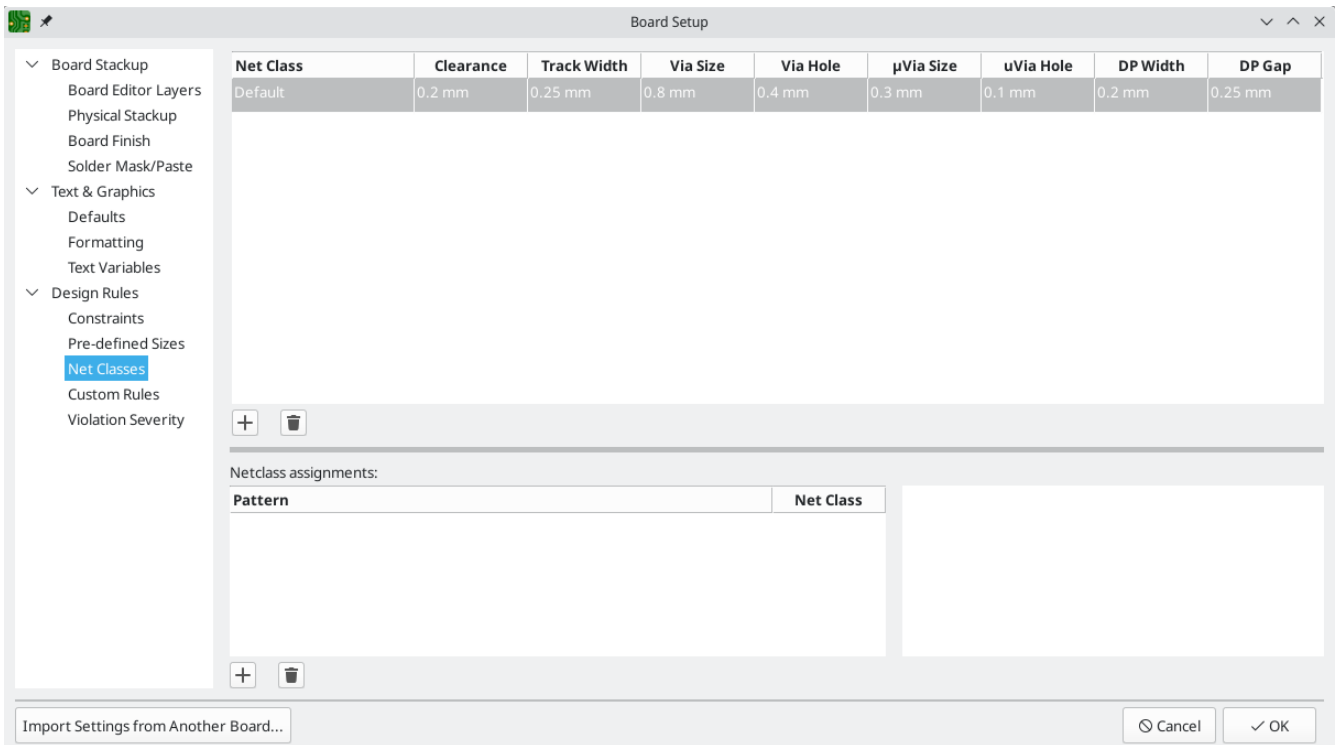 Board Setup
Board Stackup
Board Editor Layers
Physical Stackup
Board Finish
Solder Mask/Paste
Text & Graphics
Defaults
Formatting
Text Variables
Design Rules
Constraints
Pre-defined Sizes
Net Classes
Custom Rules
Violation Severity
Net Class Clearance Track Width Via Size Via Hole µVia Size uVia Hole DP Width DP Gap
Default 0.2 mm 0.25 mm 0.8 mm 0.4 mm 0.3 mm 0.1 mm 0.2 mm 0.25 mm
Netclass assignments:
Pattern Net Class
Import Settings from Another Board...
Cancel
OK